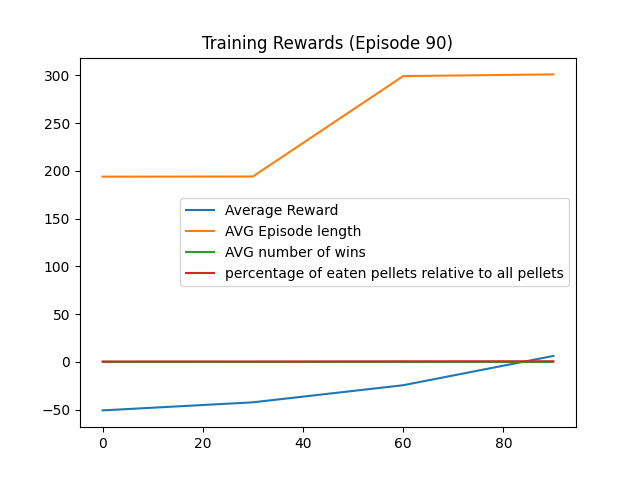 Training Rewards (Episode 90)
300
250
200
150
100
50
0
−50
Average Reward
AVG Episode length
AVG number of wins
percentage of eaten pellets relative to all pellets
0 20 40 60 80